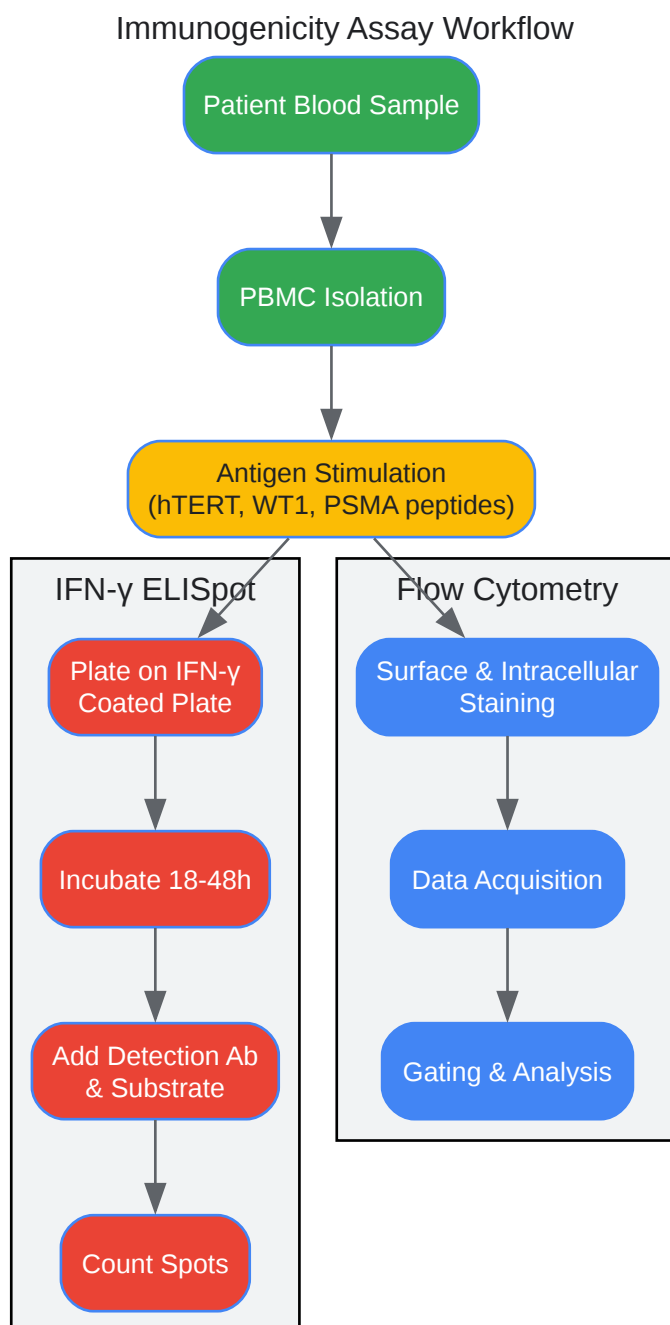 Immunogenicity Assay Workflow
Patient Blood Sample
PBMC Isolation
Antigen Stimulation
(hTERT, WT1, PSMA peptides)
IFN-γ ELISpot
Plate on IFN-γ
Coated Plate
Incubate 18-48h
Add Detection Ab
& Substrate
Count Spots
Flow Cytometry
Surface & Intracellular
Staining
Data Acquisition
Gating & Analysis